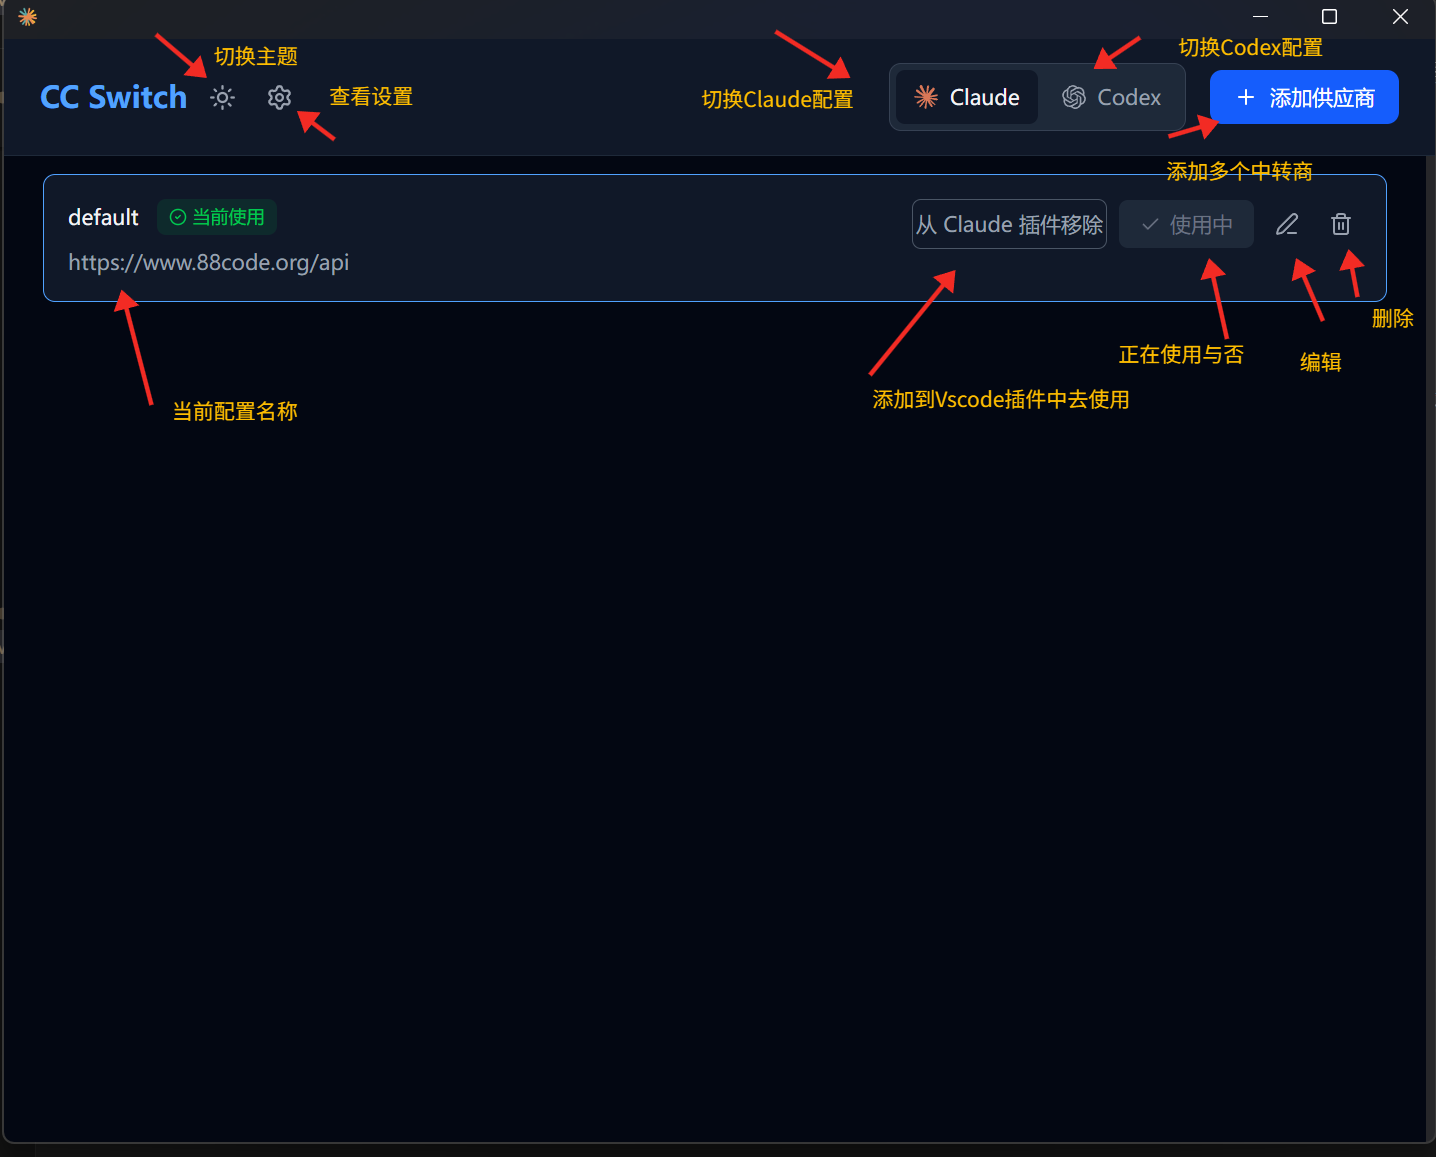 切换主题
切换Codex配置
CC Switch
查看设置
切换Claude配置
Claude
Codex
添加供应商
添加多个中转商
default
当前使用
从 Claude 插件移除
使用中
https://www.88code.org/api
删除
正在使用与否
编辑
添加到Vscode插件中去使用
当前配置名称